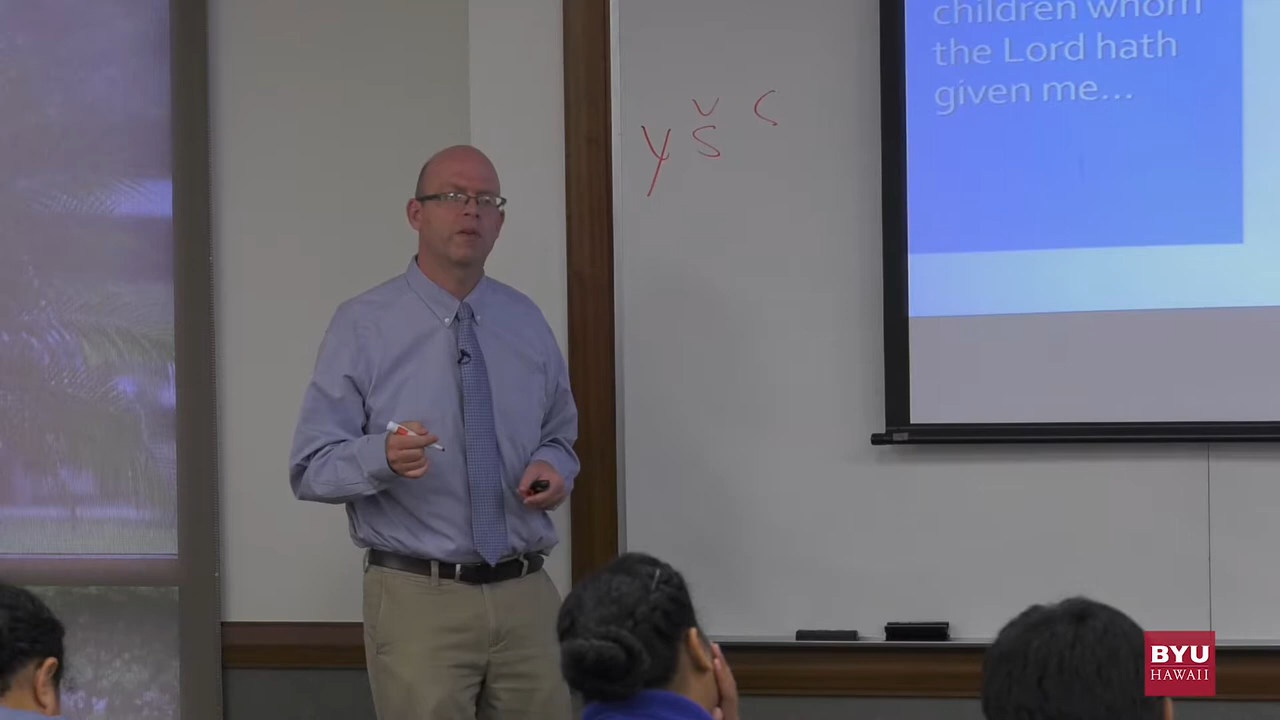 children whom
the Lord hath
given me...
y š ʿ
BYU
HAWAII